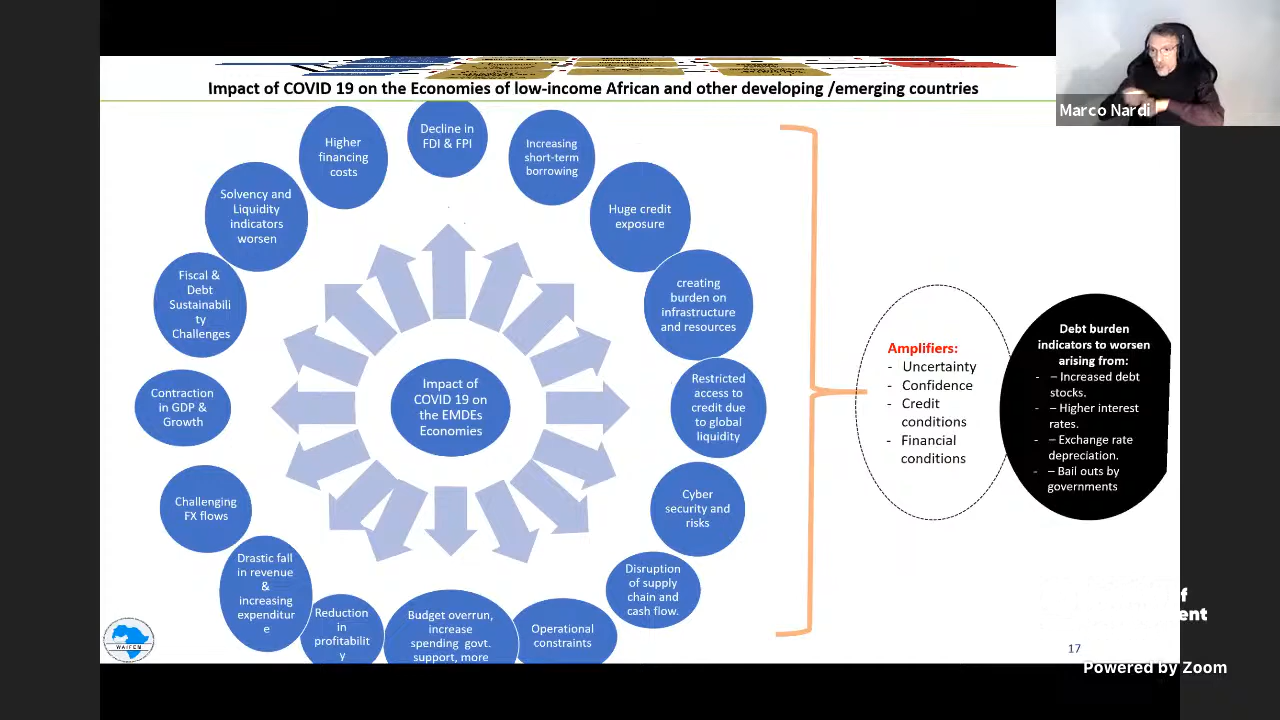 Impact of COVID 19 on the Economies of low-income African and other developing /emerging countries
Marco Nardi
Decline in
FDI & FPI
Increasing
short-term
borrowing
Huge credit
exposure
creating
burden on
infrastructure
and resources
Restricted
access to
credit due
to global
liquidity
Cyber
security and
risks
Disruption
of supply
chain and
cash flow.
Operational
constraints
Budget overrun,
increase
spending govt.
support, more
Reduction
in
profitabilit
y
Drastic fall
in revenue
&
increasing
expenditur
e
Challenging
FX flows
Contraction
in GDP &
Growth
Fiscal &
Debt
Sustainabili
ty
Challenges
Solvency and
Liquidity
indicators
worsen
Higher
financing
costs
Impact of
COVID 19 on
the EMDEs
Economies
Amplifiers:
- Uncertainty
- Confidence
- Credit
conditions
- Financial
conditions
Debt burden
indicators to worsen
arising from:
- – Increased debt
stocks.
- – Higher interest
rates.
- – Exchange rate
depreciation.
- – Bail outs by
governments
WAIFEM
17
Powered by Zoom